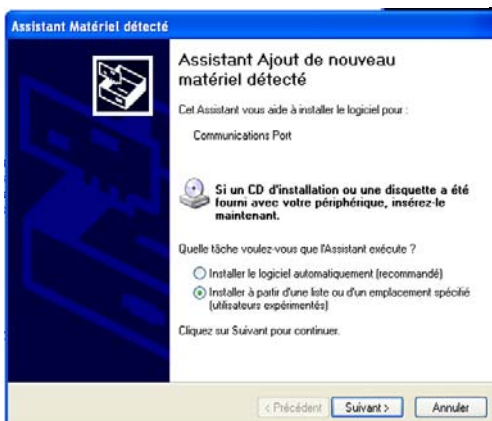 Assistant Matériel détecté
Assistant Ajout de nouveau
matériel détecté
Cet Assistant vous aide à installer le logiciel pour :
Communications Port
Si un CD d'installation ou une disquette a été
fourni avec votre périphérique, insérez-le
maintenant.
Quelle tâche voulez-vous que l'Assistant exécute ?
Installer le logiciel automatiquement (recommandé)
Installer à partir d'une liste ou d'un emplacement spécifié
(utilisateurs expérimentés)
Cliquez sur Suivant pour continuer.
< Précédent
Suivant >
Annuler